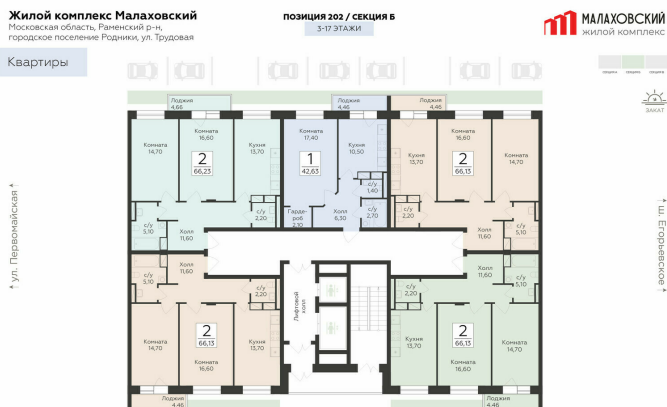 Жилой комплекс Малаховский
Московская область, Раменский р-н,
городское поселение Родники, ул. Трудовая
ПОЗИЦИЯ 202 / СЕКЦИЯ Б
3-17 ЭТАЖИ
МАЛАХОВСКИЙ
жилой комплекс
Квартиры
ЗАКАТ
ул. Первомайская
ш. Егорьевское
Лоджия
4,66
Комната
14,70
Комната
16,60
Кухня
13,70
2
66,23
с/у
5,10
Холл
11,60
с/у
2,20
Лоджия
4,46
Комната
17,40
Кухня
10,50
1
42,63
с/у
1,40
Гарде-
роб
2,10
Холл
6,30
с/у
2,70
Лоджия
4,46
Кухня
13,70
Комната
16,60
Комната
14,70
2
66,13
с/у
2,20
Холл
11,60
с/у
5,10
с/у
5,10
Холл
11,60
с/у
2,20
2
66,13
Комната
14,70
Комната
16,60
Кухня
13,70
Лоджия
4,46
Лифтовой
холл
Холл
11,60
с/у
5,10
с/у
2,20
Кухня
13,70
2
66,13
Комната
16,60
Комната
14,70
Лоджия
4,46